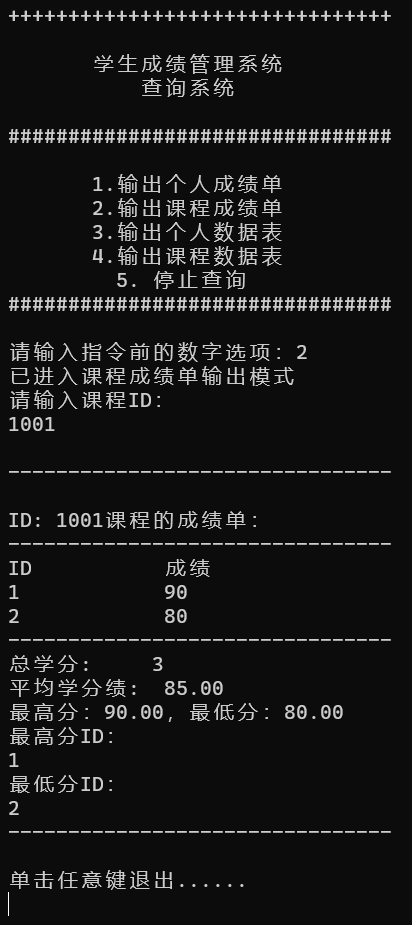 ++++++++++++++++++++++++++++++++
学生成绩管理系统
查询系统
################################
1.输出个人成绩单
2.输出课程成绩单
3.输出个人数据表
4.输出课程数据表
5. 停止查询
################################
请输入指令前的数字选项: 2
已进入课程成绩单输出模式
请输入课程ID:
1001
--------------------------------
ID: 1001课程的成绩单:
--------------------------------
ID 成绩
1 90
2 80
--------------------------------
总学分: 3
平均学分绩: 85.00
最高分: 90.00, 最低分: 80.00
最高分ID:
1
最低分ID:
2
--------------------------------
单击任意键退出......